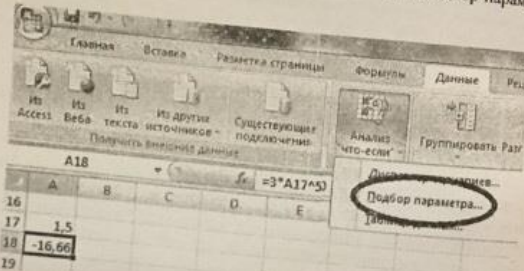 Главная Вставка Разметка страницы Формулы Данные
Из Access
Из Веба
Из текста
Из других источников
Существующие подключения
Анализ "что-если"
Группировать
Получить внешние данные
A18 fx =3*A17^5
Подбор параметра...
A B C D E
16
17 1,5
18 -16,66
19